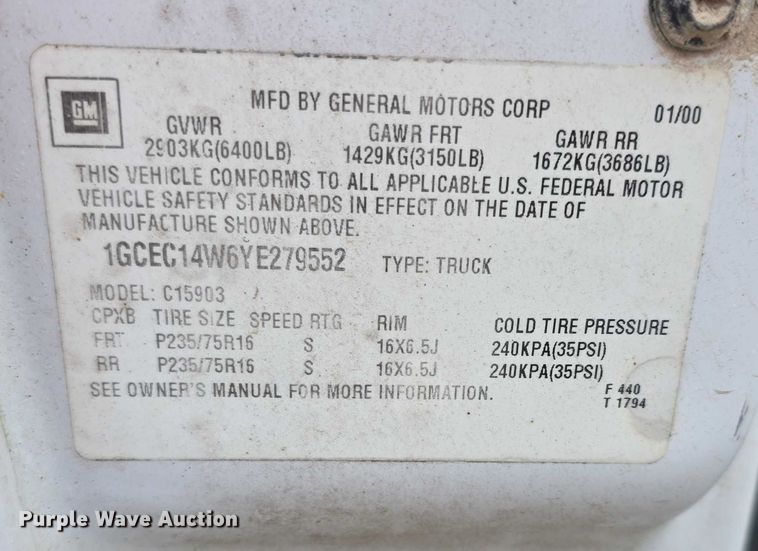 GM
MFD BY GENERAL MOTORS CORP 01/00
GVWR GAWR FRT GAWR RR
2903KG(6400LB) 1429KG(3150LB) 1672KG(3686LB)
THIS VEHICLE CONFORMS TO ALL APPLICABLE U.S. FEDERAL MOTOR
VEHICLE SAFETY STANDARDS IN EFFECT ON THE DATE OF
MANUFACTURE SHOWN ABOVE.
1GCEC14W6YE279552 TYPE: TRUCK
MODEL: C15903
CPXB TIRE SIZE SPEED RTG RIM COLD TIRE PRESSURE
FRT P235/75R16 S 16X6.5J 240KPA(35PSI)
RR P235/75R16 S 16X6.5J 240KPA(35PSI)
SEE OWNER'S MANUAL FOR MORE INFORMATION.
F 440
T 1794
Purple Wave Auction